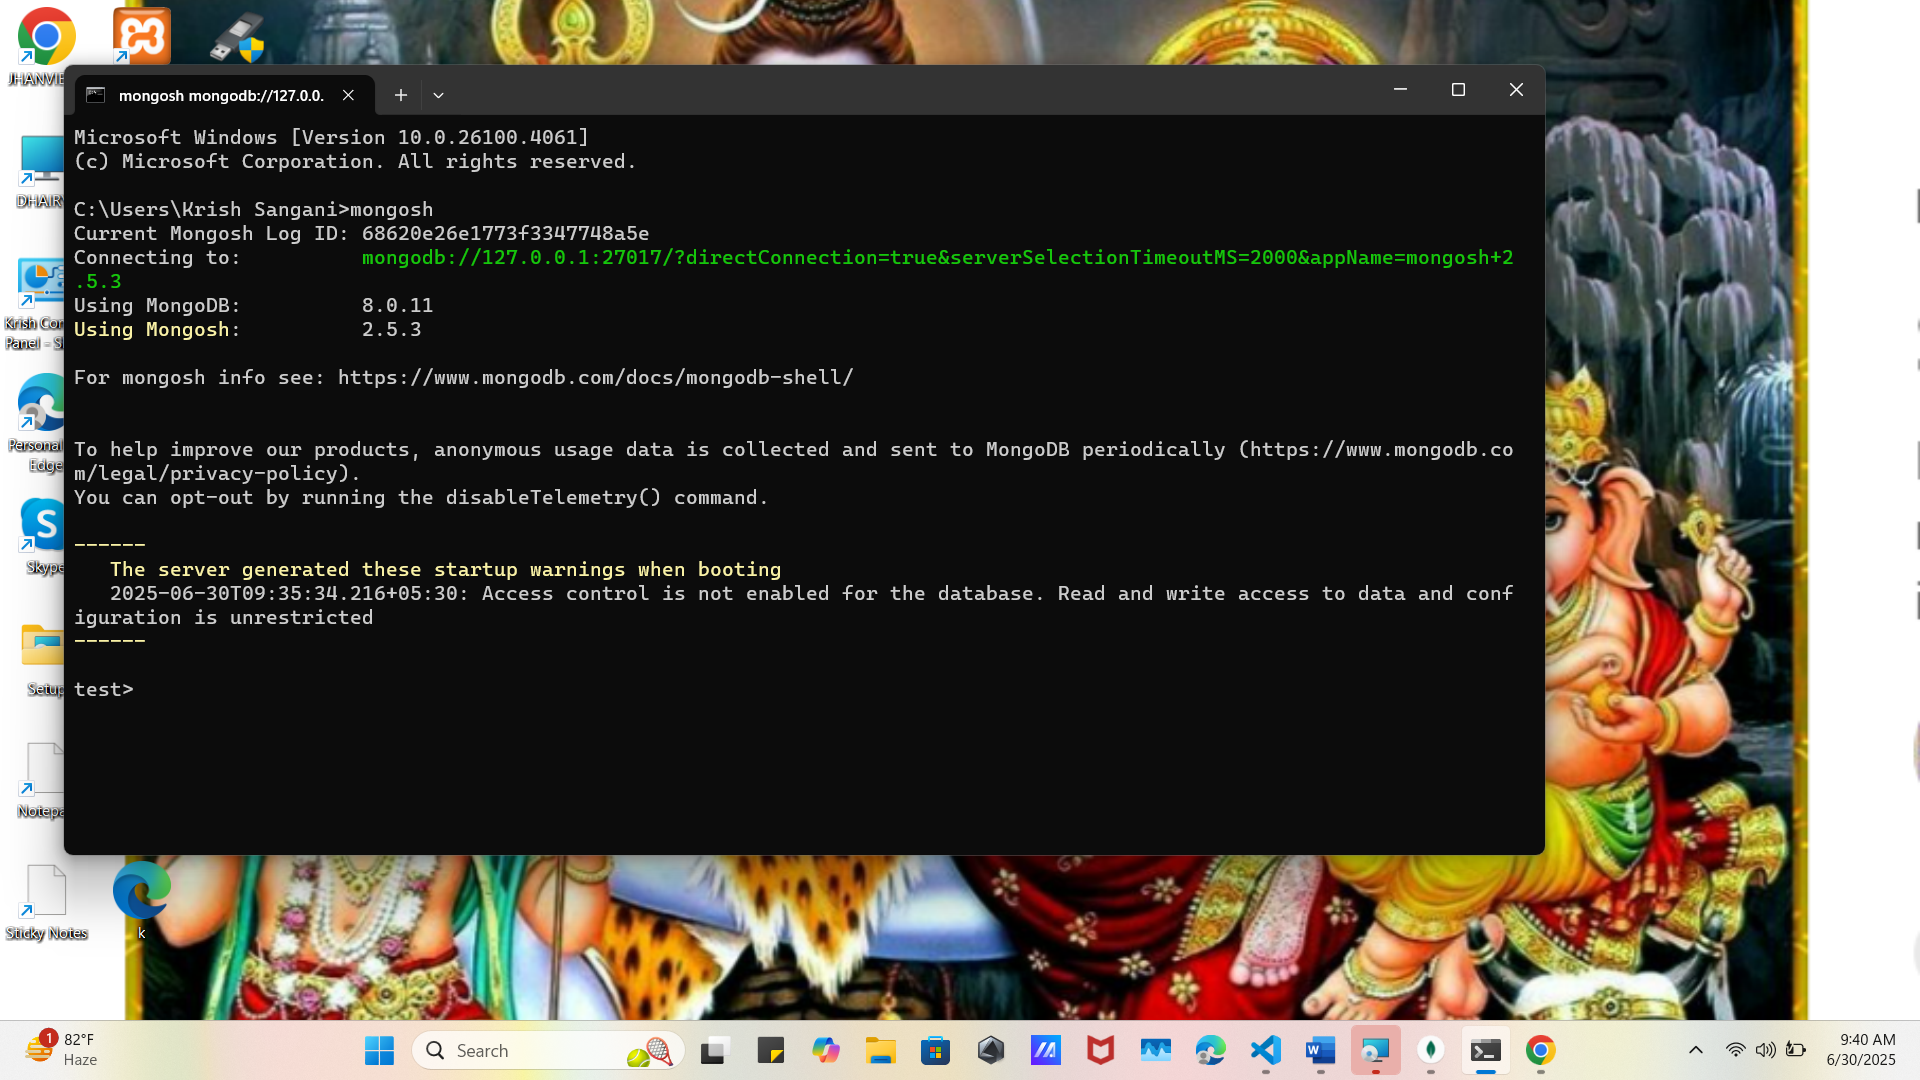 JHANVI
mongosh mongodb://127.0.0.
Microsoft Windows [Version 10.0.26100.4061]
(c) Microsoft Corporation. All rights reserved.
C:\Users\Krish Sangani>mongosh
Current Mongosh Log ID: 68620e26e1773f3347748a5e
Connecting to: mongodb://127.0.0.1:27017/?directConnection=true&serverSelectionTimeoutMS=2000&appName=mongosh+2
.5.3
Using MongoDB: 8.0.11
Using Mongosh: 2.5.3
For mongosh info see: https://www.mongodb.com/docs/mongodb-shell/
To help improve our products, anonymous usage data is collected and sent to MongoDB periodically (https://www.mongodb.co
m/legal/privacy-policy).
You can opt-out by running the disableTelemetry() command.
------
The server generated these startup warnings when booting
2025-06-30T09:35:34.216+05:30: Access control is not enabled for the database. Read and write access to data and conf
iguration is unrestricted
------
test>
DHAIR
Krish Con
Panel - S
Personal
Edge
Skype
Setup
Notepa
Sticky Notes
k
1
82°F
Haze
Search
9:40 AM
6/30/2025